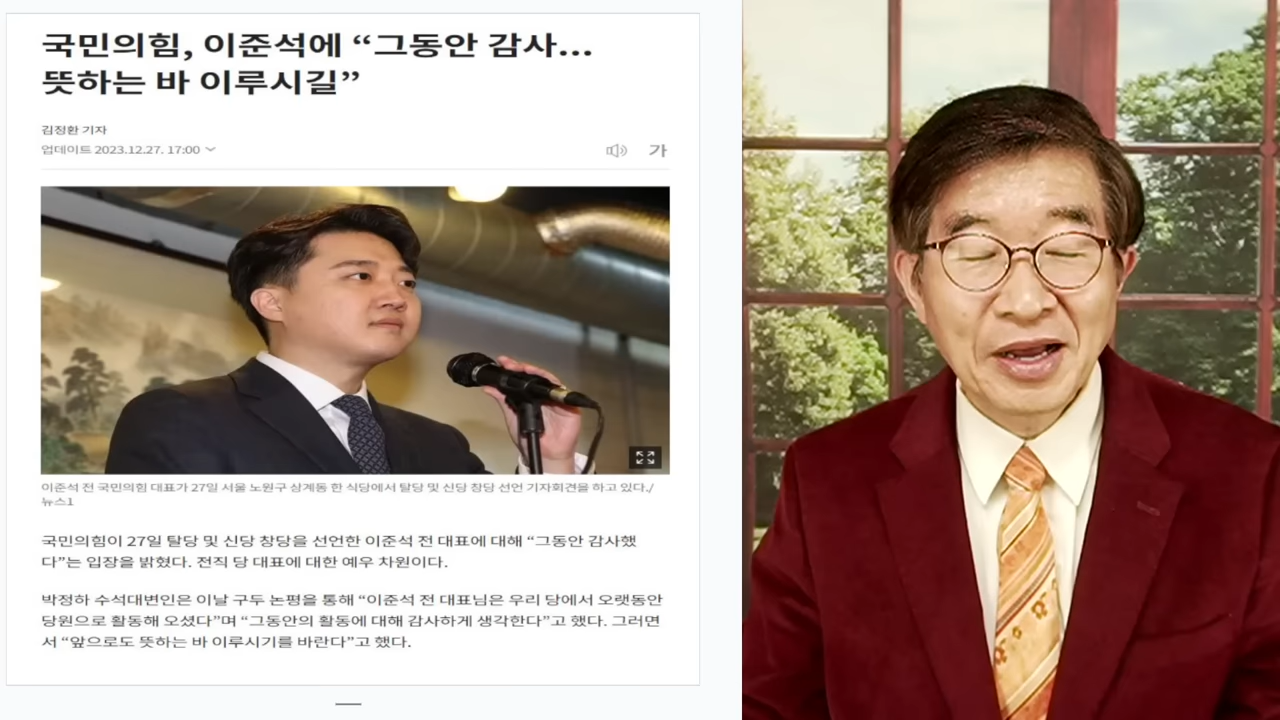 국민의힘, 이준석에 “그동안 감사...
뜻하는 바 이루시길”
김정환 기자
업데이트 2023.12.27. 17:00
가
이준석 전 국민의힘 대표가 27일 서울 노원구 상계동 한 식당에서 탈당 및 신당 창당 선언 기자회견을 하고 있다./
뉴스1
국민의힘이 27일 탈당 및 신당 창당을 선언한 이준석 전 대표에 대해 “그동안 감사했
다”는 입장을 밝혔다. 전직 당 대표에 대한 예우 차원이다.
박정하 수석대변인은 이날 구두 논평을 통해 “이준석 전 대표님은 우리 당에서 오랫동안
당원으로 활동해 오셨다”며 “그동안의 활동에 대해 감사하게 생각한다”고 했다. 그러면
서 “앞으로도 뜻하는 바 이루시기를 바란다”고 했다.